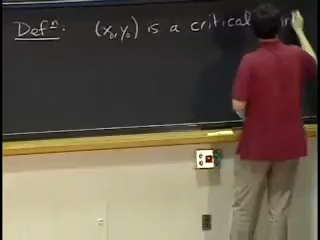 Defⁿ: (x₀, y₀) is a critical